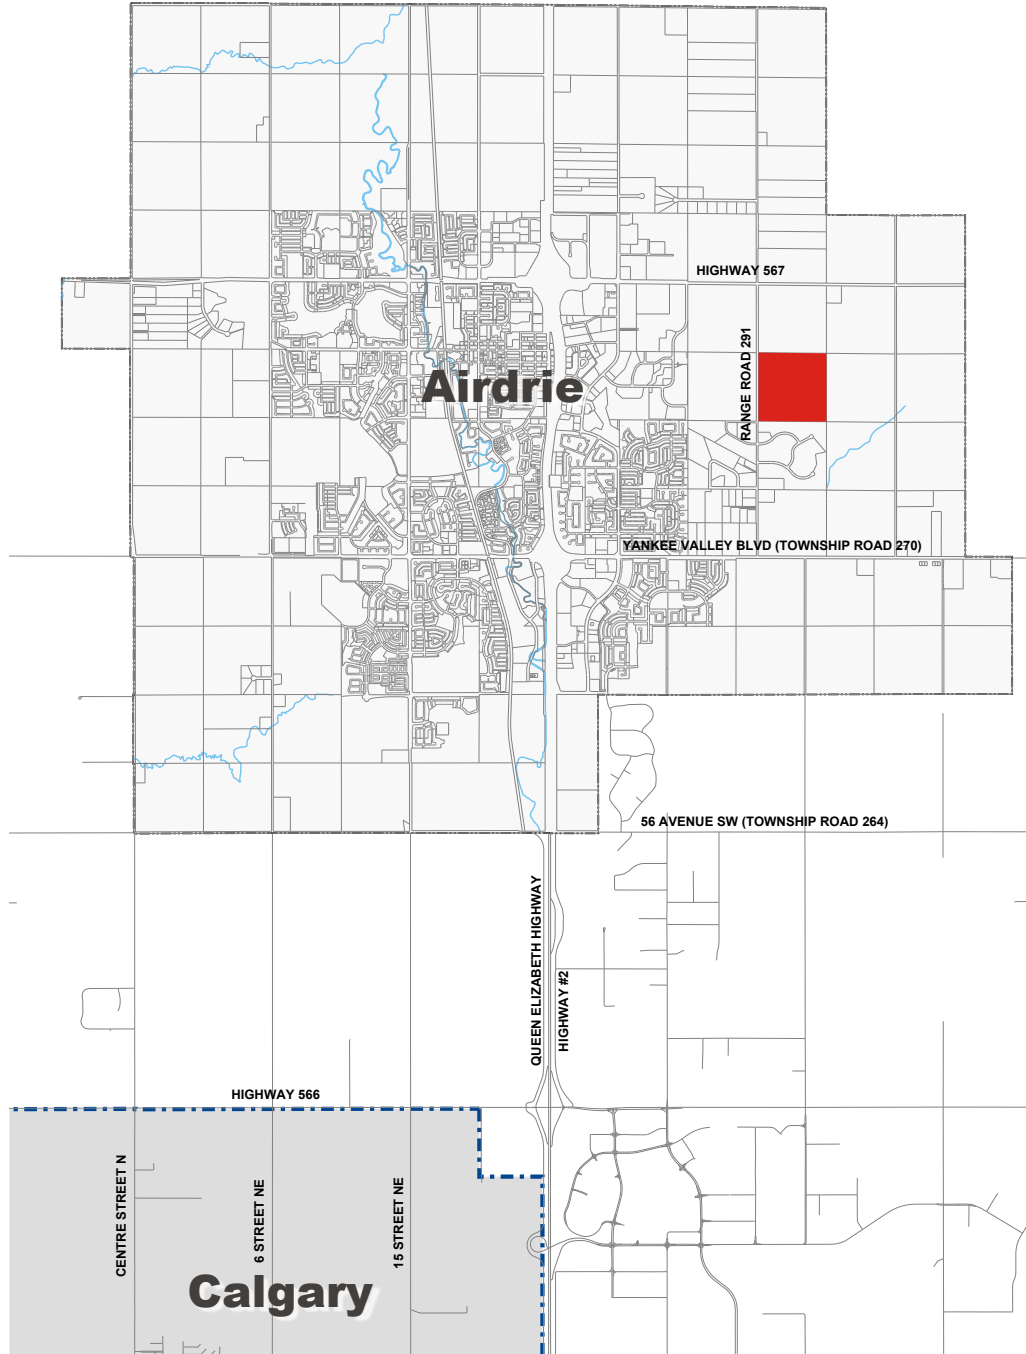 HIGHWAY 567
RANGE ROAD 291
Airdrie
YANKEE VALLEY BLVD (TOWNSHIP ROAD 270)
56 AVENUE SW (TOWNSHIP ROAD 264)
QUEEN ELIZABETH HIGHWAY
HIGHWAY #2
HIGHWAY 566
CENTRE STREET N
6 STREET NE
15 STREET NE
Calgary